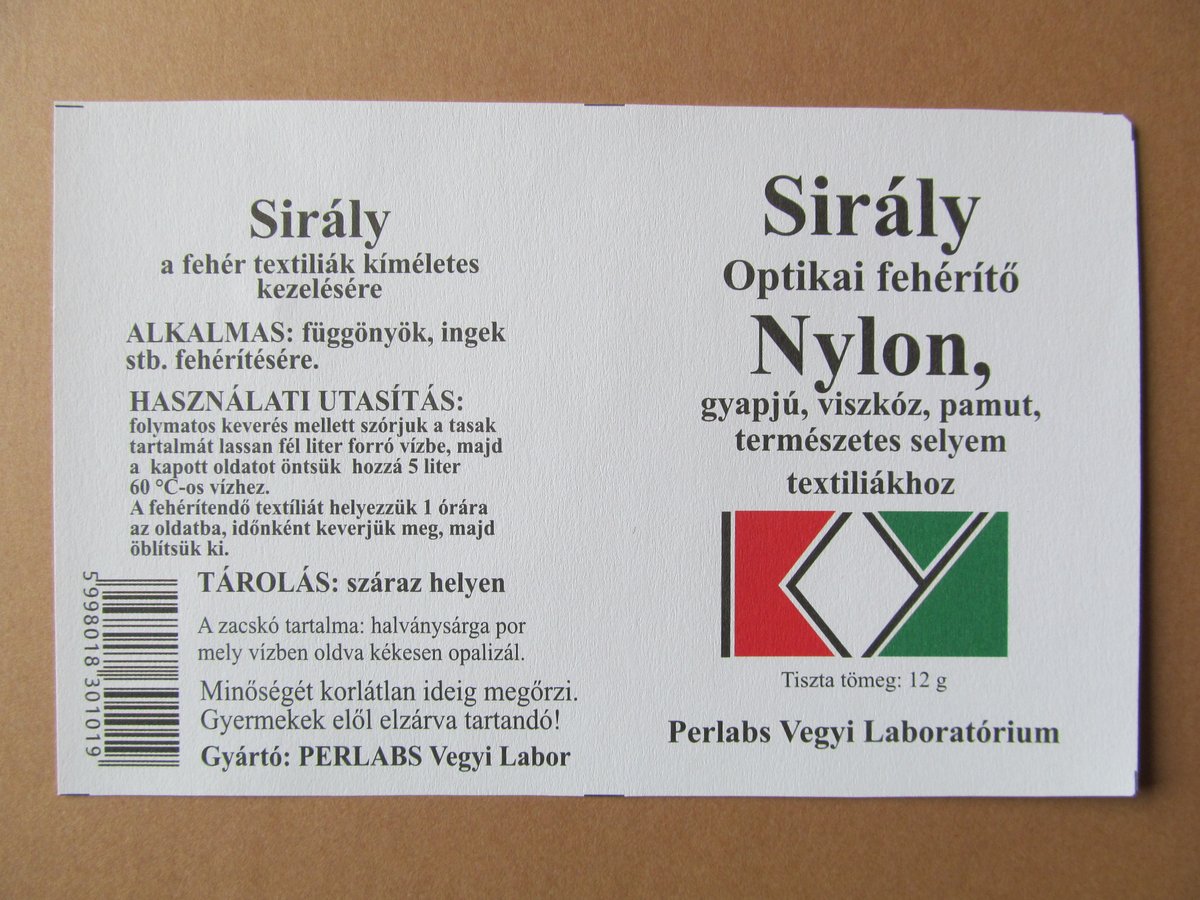 Sirály
a fehér textiliák kíméletes
kezelésére
ALKALMAS: függönyök, ingek
stb. fehérítésére.
HASZNÁLATI UTASÍTÁS:
folymatos keverés mellett szórjuk a tasak
tartalmát lassan fél liter forró vízbe, majd
a kapott oldatot öntsük hozzá 5 liter
60 °C-os vízhez.
A fehérítendő textíliát helyezzük 1 órára
az oldatba, időnként keverjük meg, majd
öblítsük ki.
TÁROLÁS: száraz helyen
A zacskó tartalma: halványsárga por
mely vízben oldva kékesen opalizál.
Minőségét korlátlan ideig megőrzi.
Gyermekek elől elzárva tartandó!
Gyártó: PERLABS Vegyi Labor
5 998018 301019
Sirály
Optikai fehérítő
Nylon,
gyapjú, viszkóz, pamut,
természetes selyem
textiliákhoz
Tiszta tömeg: 12 g
Perlabs Vegyi Laboratórium